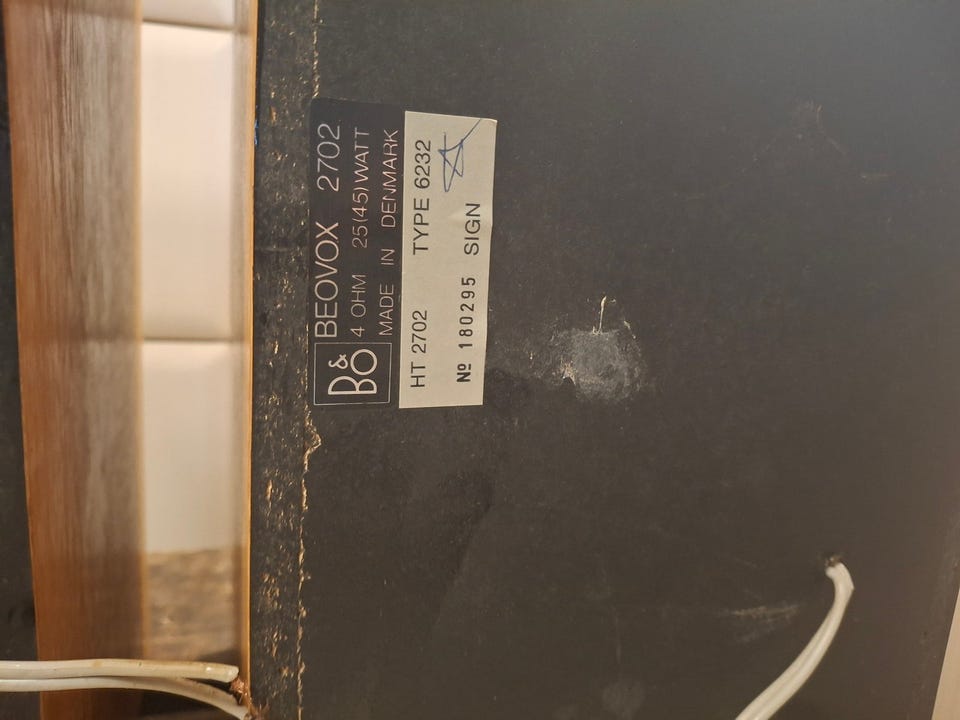 B&O
BEOVOX 2702
4 OHM 25(45)WATT
MADE IN DENMARK
HT 2702 TYPE 6232
Nº 180295 SIGN